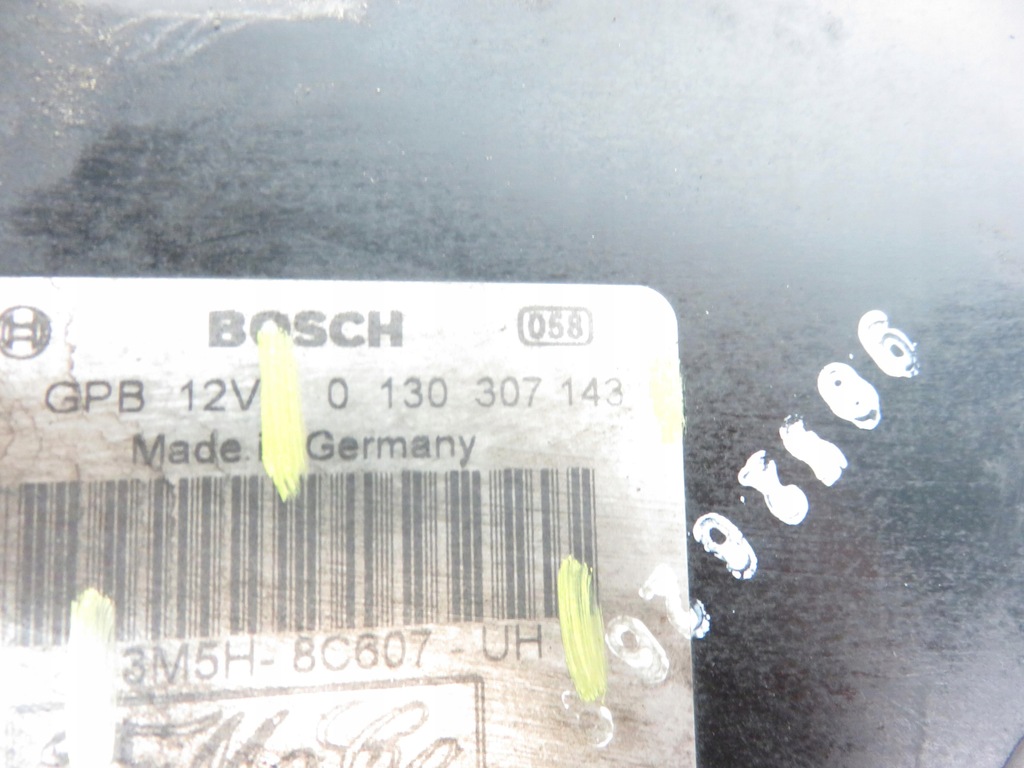 BOSCH 058
GPB 12V 0 130 307 143
Made in Germany
3M5H-8C607-UH